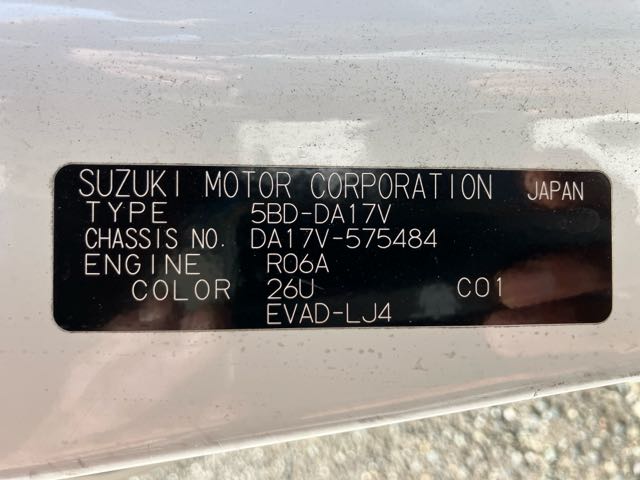 SUZUKI MOTOR CORPORATION JAPAN
TYPE 5BD-DA17V
CHASSIS NO. DA17V-575484
ENGINE R06A
COLOR 26U C01
EVAD-LJ4